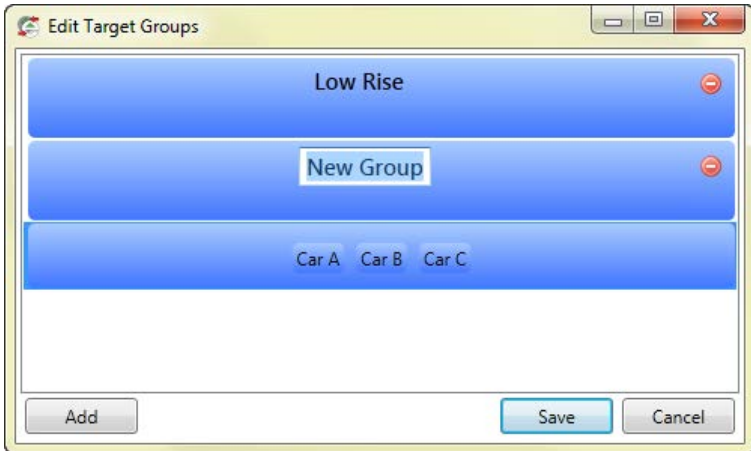 Edit Target Groups
Low Rise
New Group
Car A Car B Car C
Add Save Cancel